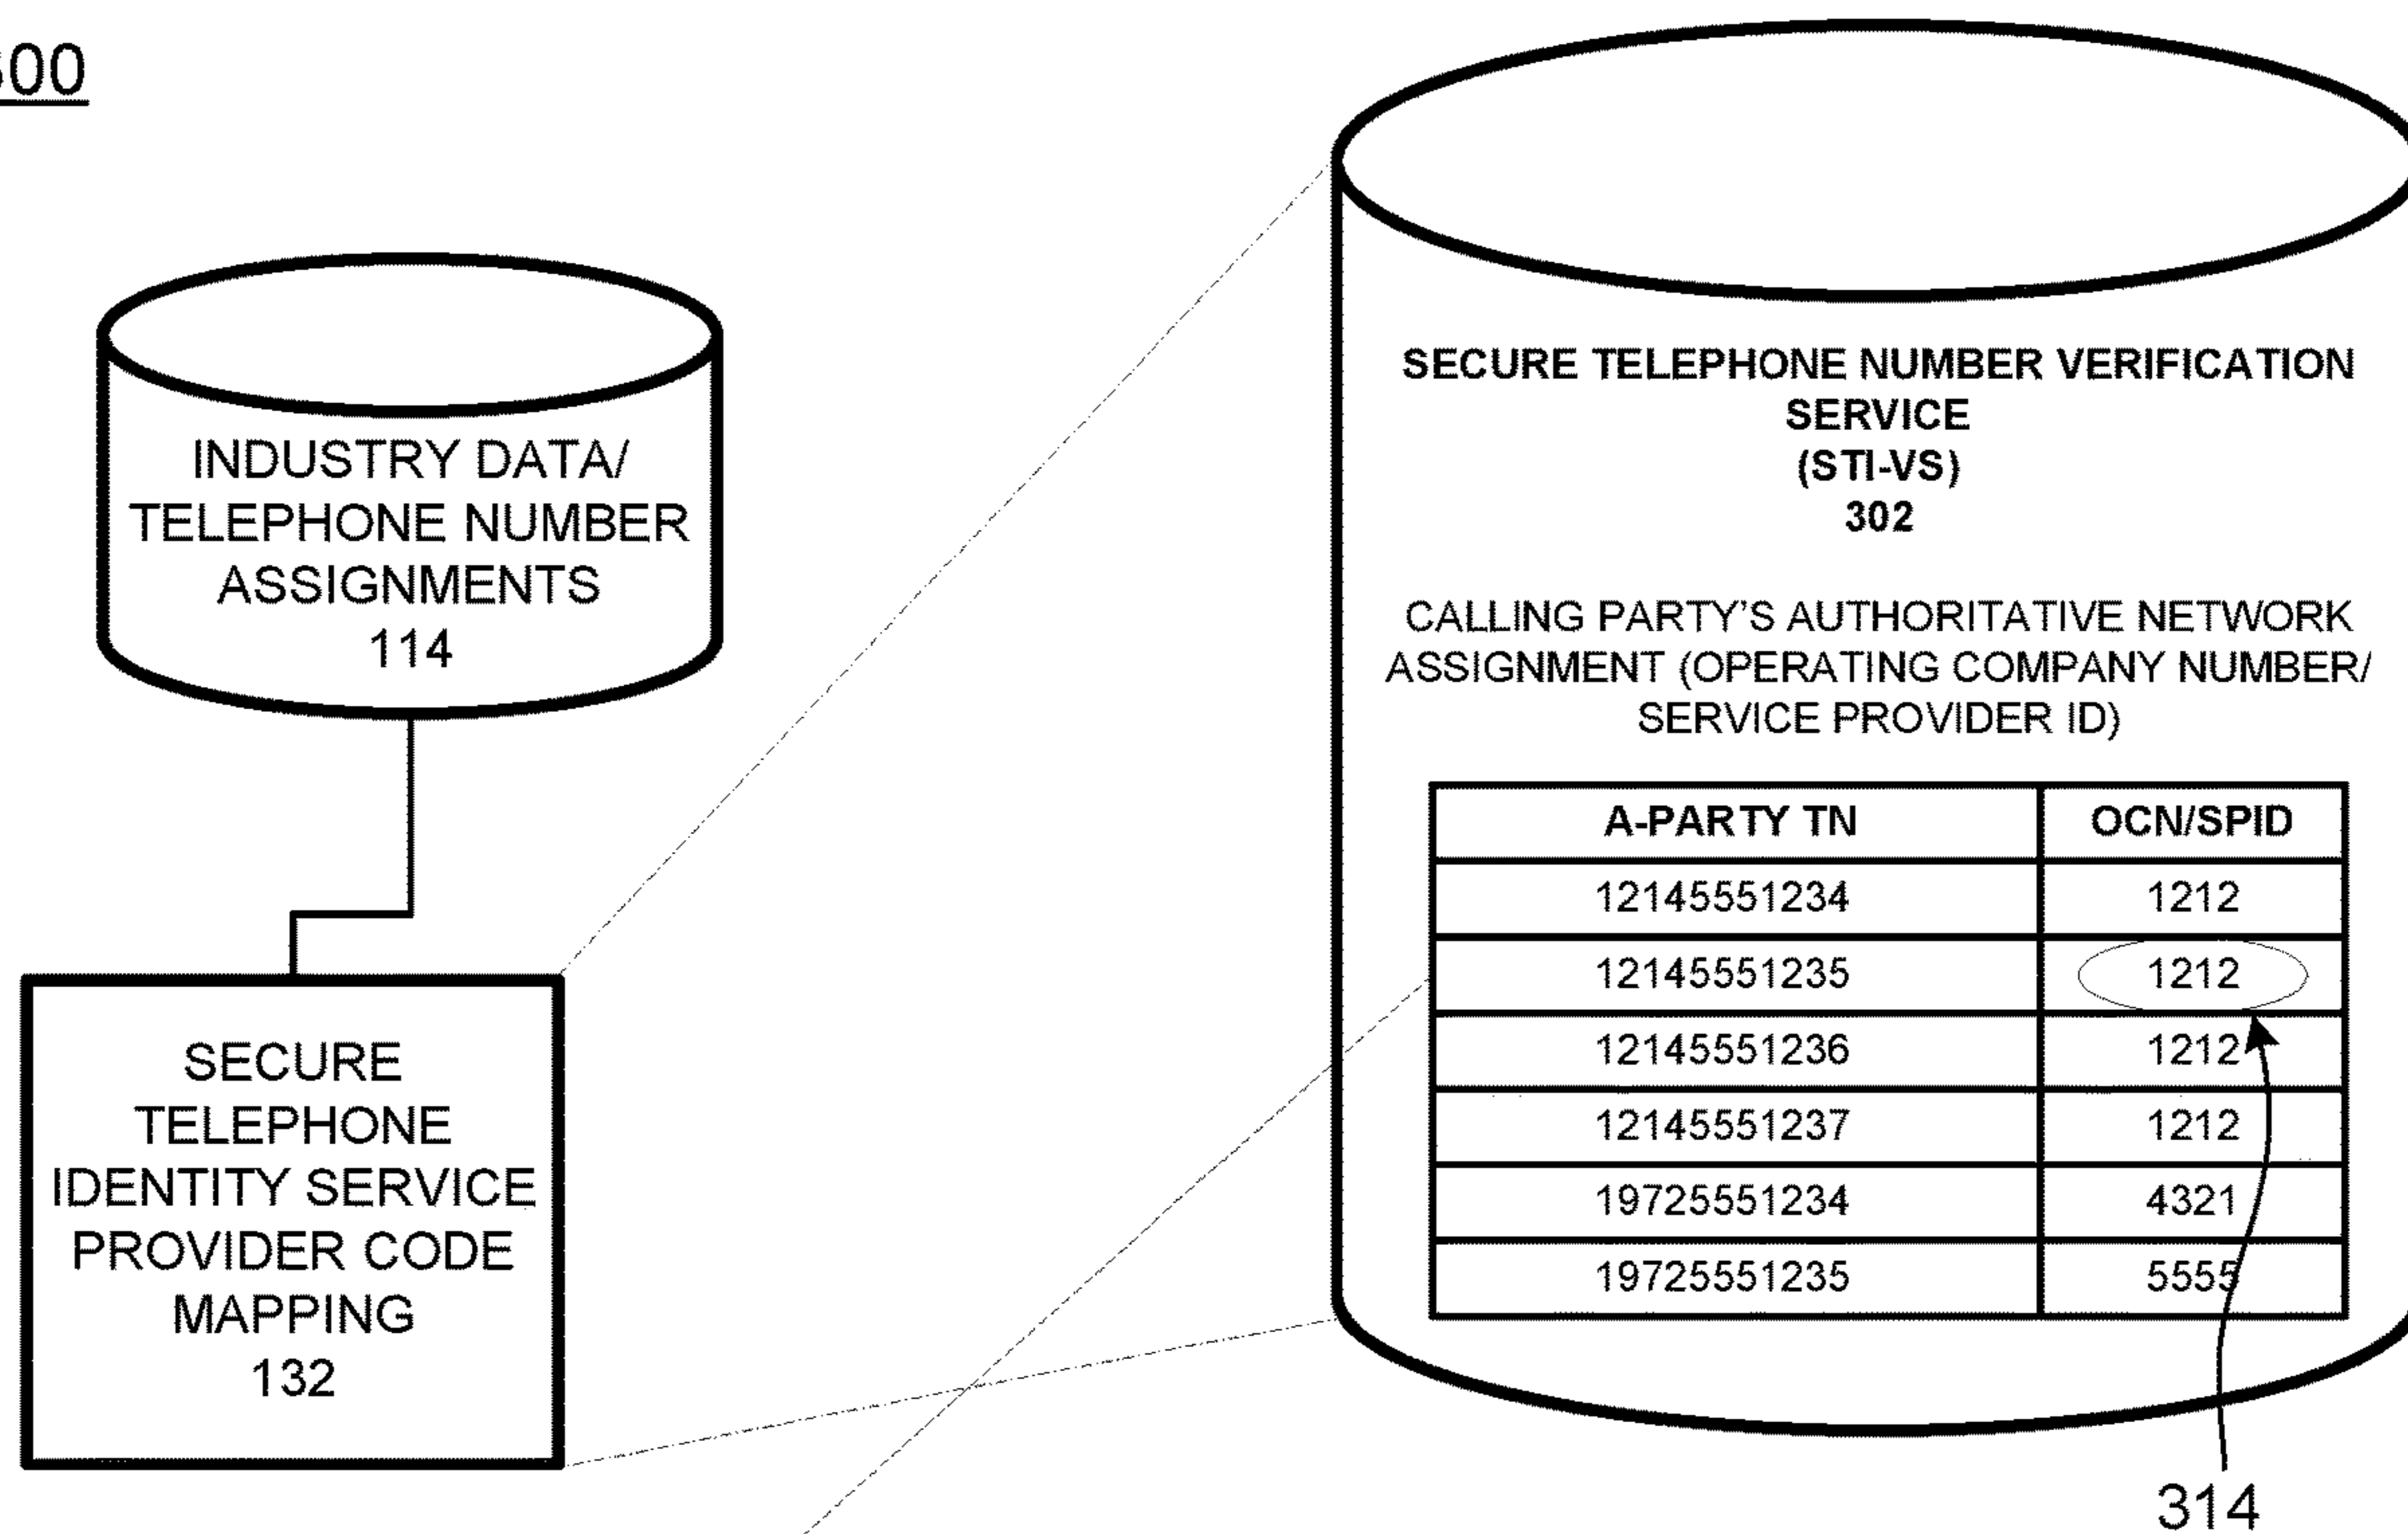 INDUSTRY DATA/
TELEPHONE NUMBER
ASSIGNMENTS
114
SECURE
TELEPHONE
IDENTITY SERVICE
PROVIDER CODE
MAPPING
132
SECURE TELEPHONE NUMBER VERIFICATION
SERVICE
(STI-VS)
302
CALLING PARTY'S AUTHORITATIVE NETWORK
ASSIGNMENT (OPERATING COMPANY NUMBER/
SERVICE PROVIDER ID)
A-PARTY TN OCN/SPID
12145551234 1212
12145551235 1212
12145551236 1212
12145551237 1212
19725551234 4321
19725551235 5555
314